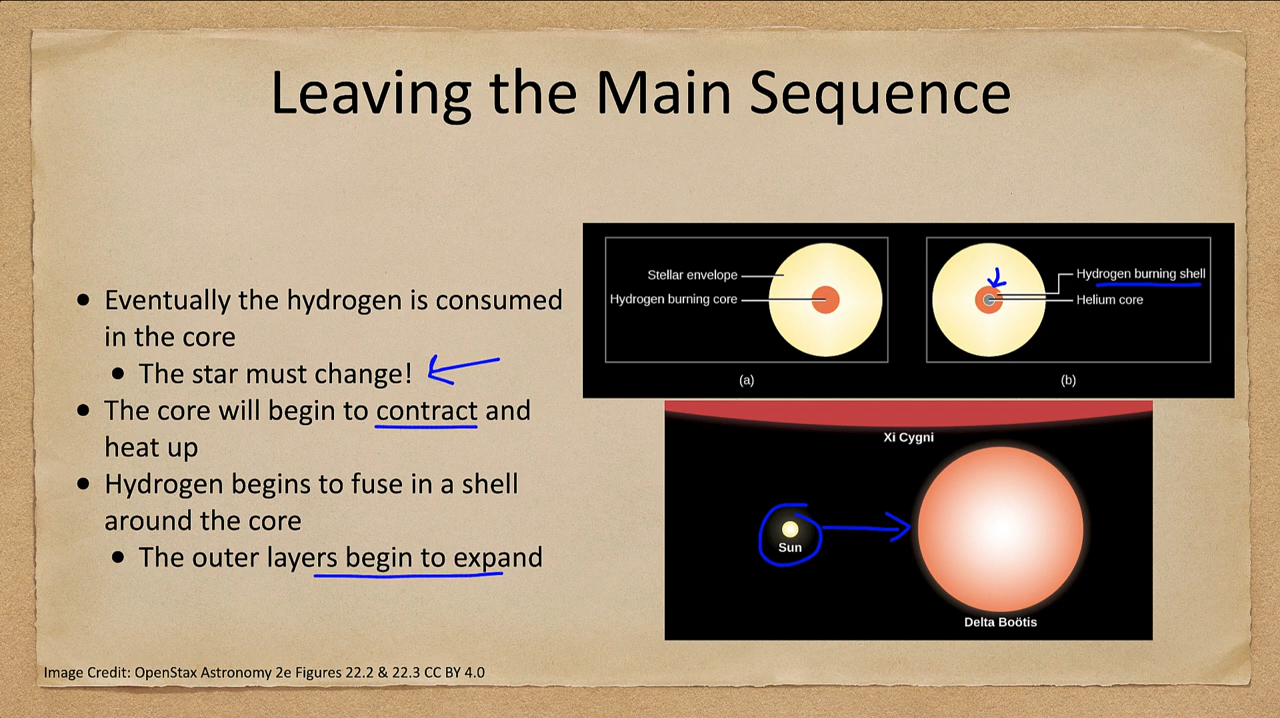 Leaving the Main Sequence
• Eventually the hydrogen is consumed
in the core
• The star must change!
• The core will begin to contract and
heat up
• Hydrogen begins to fuse in a shell
around the core
• The outer layers begin to expand
Stellar envelope
Hydrogen burning core
(a)
Hydrogen burning shell
Helium core
(b)
Xi Cygni
Sun
Delta Boötis
Image Credit: OpenStax Astronomy 2e Figures 22.2 & 22.3 CC BY 4.0